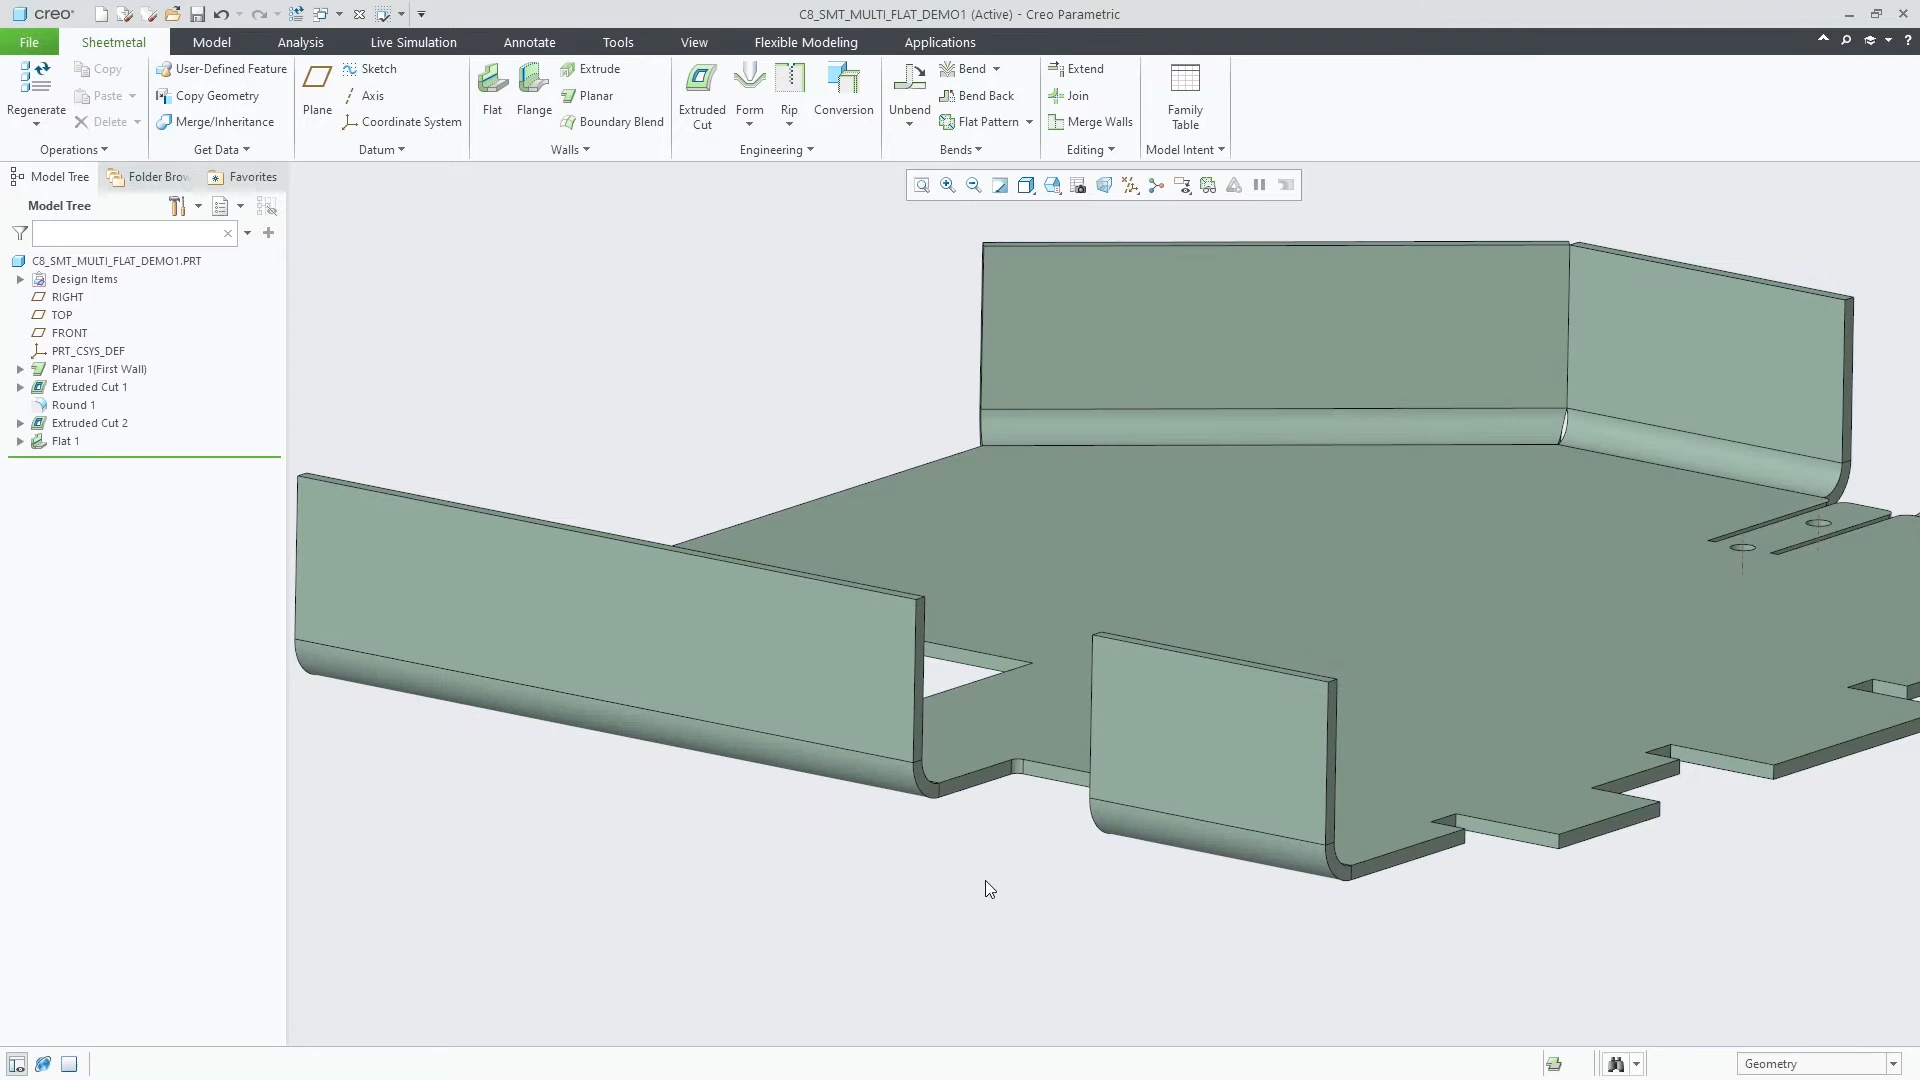 creo
C8_SMT_MULTI_FLAT_DEMO1 (Active) - Creo Parametric
File
Sheetmetal
Model
Analysis
Live Simulation
Annotate
Tools
View
Flexible Modeling
Applications
Regenerate
Copy
Paste
Delete
Operations
User-Defined Feature
Copy Geometry
Merge/Inheritance
Get Data
Plane
Sketch
Axis
Coordinate System
Datum
Flat
Flange
Extrude
Planar
Boundary Blend
Walls
Extruded Cut
Form
Rip
Conversion
Engineering
Unbend
Bend
Bend Back
Flat Pattern
Bends
Extend
Join
Merge Walls
Editing
Family Table
Model Intent
Model Tree
Folder Brow
Favorites
Model Tree
C8_SMT_MULTI_FLAT_DEMO1.PRT
Design Items
RIGHT
TOP
FRONT
PRT_CSYS_DEF
Planar 1(First Wall)
Extruded Cut 1
Round 1
Extruded Cut 2
Flat 1
Geometry